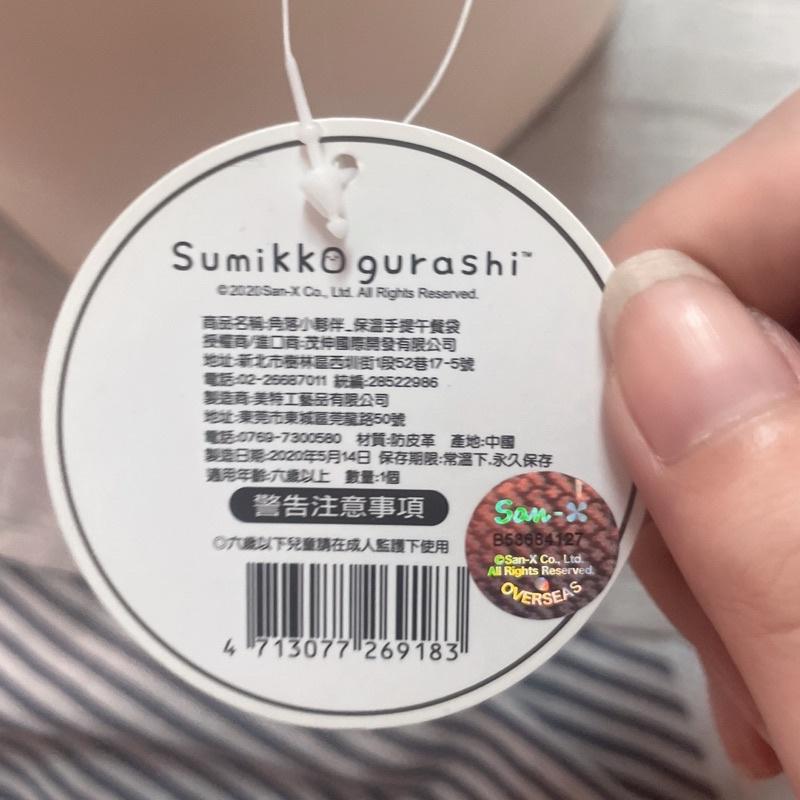 Sumikko gurashi™
©2020San-X Co., Ltd. All Rights Reserved.
商品名稱:角落小夥伴_保溫手提午餐袋
授權商/進口商:茂伸國際開發有限公司
地址:新北市樹林區西圳街1段52巷17-5號
電話:02-26687011 統編:28522986
製造商:美特工藝品有限公司
地址:東莞市東城區莞龍路50號
電話:0769-7300580 材質:防皮革 產地:中國
製造日期:2020年5月14日 保存期限:常溫下.永久保存
適用年齡:六歲以上 數量:1個
警告注意事項
◎六歲以下兒童請在成人監護下使用
4 713077 269183
San-X
B53684127
©San-X Co., Ltd.
All Rights Reserved.
OVERSEAS